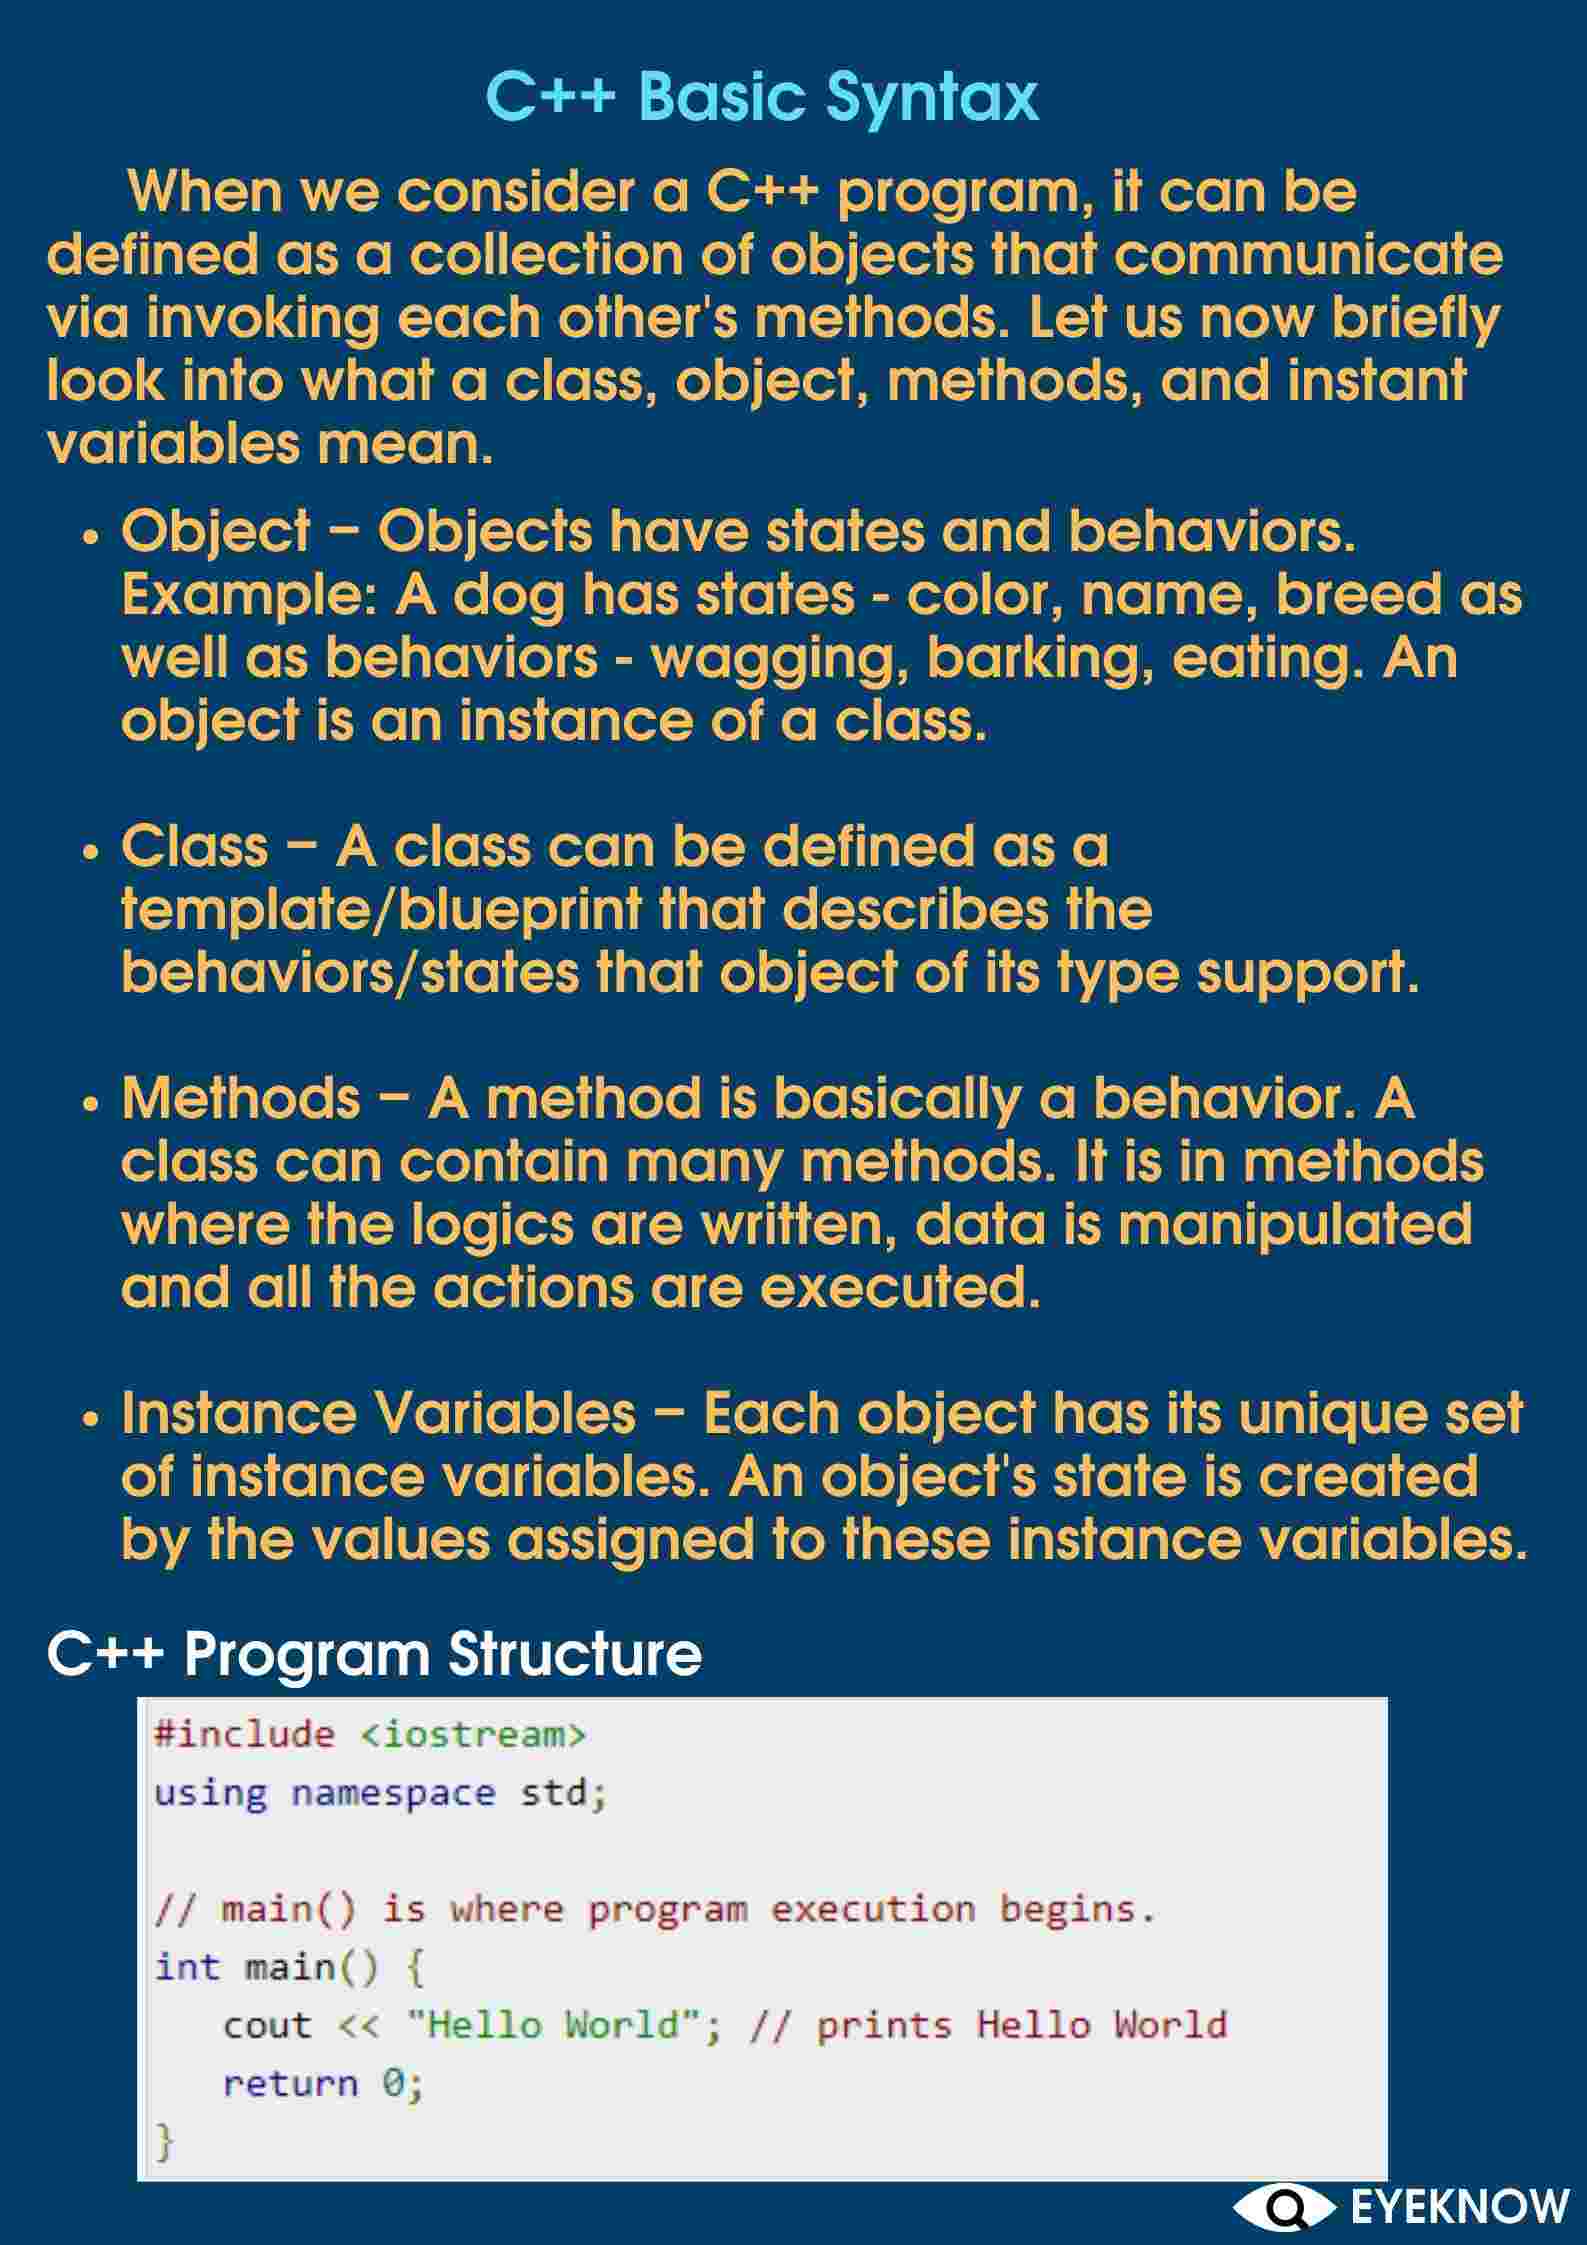 C++ Basic Syntax
When we consider a C++ program, it can be
defined as a collection of objects that communicate
via invoking each other's methods. Let us now briefly
look into what a class, object, methods, and instant
variables mean.
• Object – Objects have states and behaviors.
Example: A dog has states - color, name, breed as
well as behaviors - wagging, barking, eating. An
object is an instance of a class.
• Class – A class can be defined as a
template/blueprint that describes the
behaviors/states that object of its type support.
• Methods – A method is basically a behavior. A
class can contain many methods. It is in methods
where the logics are written, data is manipulated
and all the actions are executed.
• Instance Variables – Each object has its unique set
of instance variables. An object's state is created
by the values assigned to these instance variables.
C++ Program Structure
#include <iostream>
using namespace std;
// main() is where program execution begins.
int main() {
   cout << "Hello World"; // prints Hello World
   return 0;
}
EYEKNOW